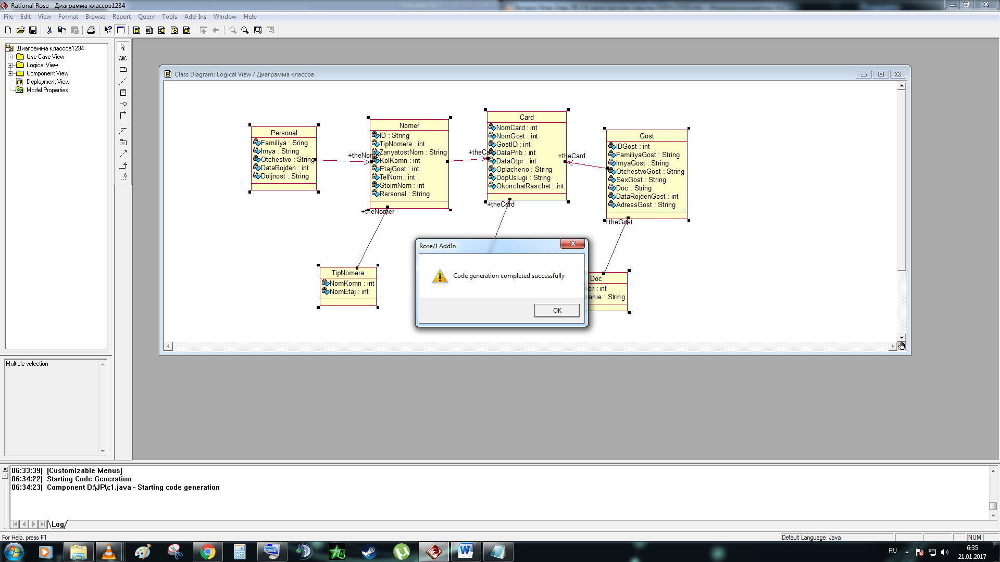 Rational Rose - Диаграмма классов1234
File Edit View Format Browse Report Query Tools Add-Ins Window Help
Диаграмма классов1234
Use Case View
Logical View
Component View
Deployment View
Model Properties
ABC
Class Diagram: Logical View / Диаграмма классов
Personal
Familiya : Sring
Imya : String
Otchestvo : String
DataRojden : int
Doljnost : String
+theNomer
Nomer
ID : String
TipNomera : int
ZanyatostNom : String
KolKomn : int
EtajGost : int
TelNom : int
StoimNom : int
Rersonal : String
+theNomer
+theCard
Card
NomCard : int
NomGost : int
GostID : int
DataPrib : int
DataOtpr : int
Oplacheno : String
DopUslugi : String
OkonchatRaschet : int
+theCard
+theCard
Gost
IDGost : int
FamiliyaGost : String
ImyaGost : String
OtchestvoGost : String
SexGost : String
Doc : String
DataRojdenGost : int
AdressGost : String
+theGost
TipNomera
NomKomn : int
NomEtaj : int
Doc
er : int
anie : String
Rose/J AddIn
Code generation completed successfully
OK
Multiple selection
06:33:39| [Customizable Menus]
06:34:22| Starting Code Generation
06:34:23| Component D:\JP\c1.java - Starting code generation
Log
For Help, press F1
Default Language: Java
NUM
RU
6:35
21.01.2017